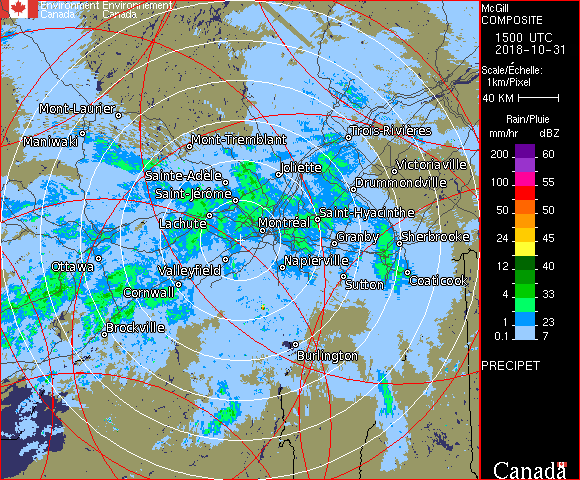 Environment Environnement
Canada Canada
McGill
COMPOSITE
1500 UTC
2018-10-31
Scale/Échelle:
1km/Pixel
40 KM
Rain/Pluie
mm/hr dBZ
200 60
100 55
50 50
24 45
12 40
4 33
1 23
0.1 7
PRECIPET
Canada
Mont-Laurier
Maniwaki
Mont-Tremblant
Trois-Rivières
Sainte-Adèle
Joliette
Victoriaville
Saint-Jérôme
Drummondville
Lachute
Montréal
Saint-Hyacinthe
Granby
Sherbrooke
Ottawa
Valleyfield
Napierville
Cornwall
Sutton
Coaticook
Brockville
Burlington